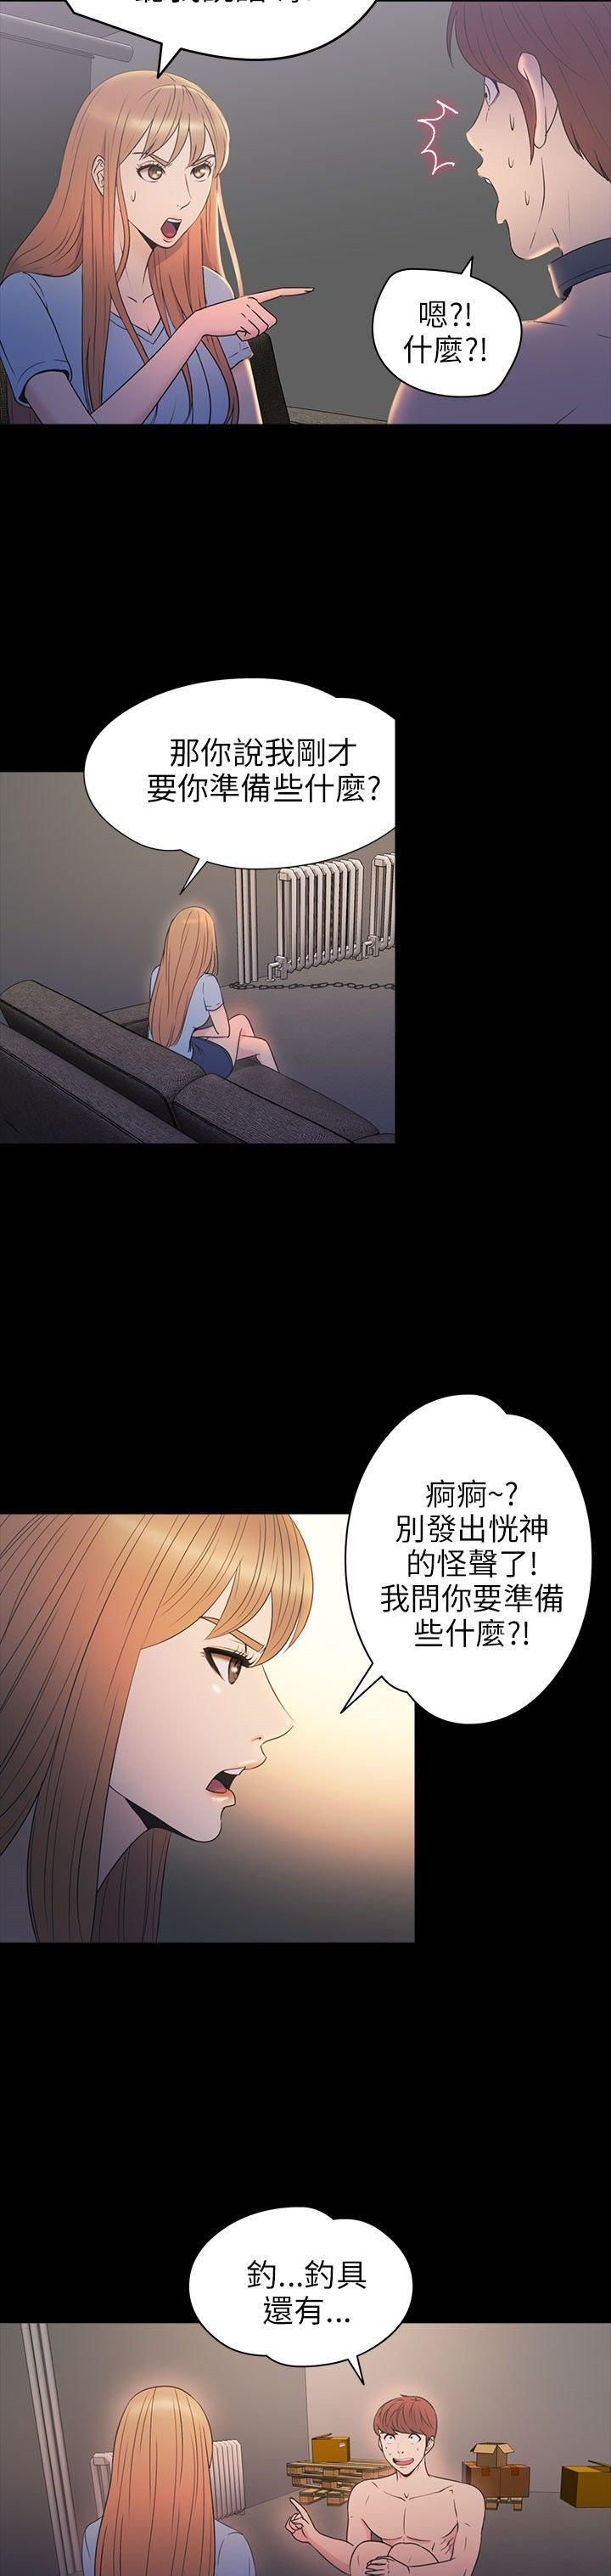 嗯?!
什麼?!
那你說我剛才
要你準備些什麼?
痾痾~?
別發出恍神
的怪聲了!
我問你要準備
些什麼?!
釣...釣具
還有...